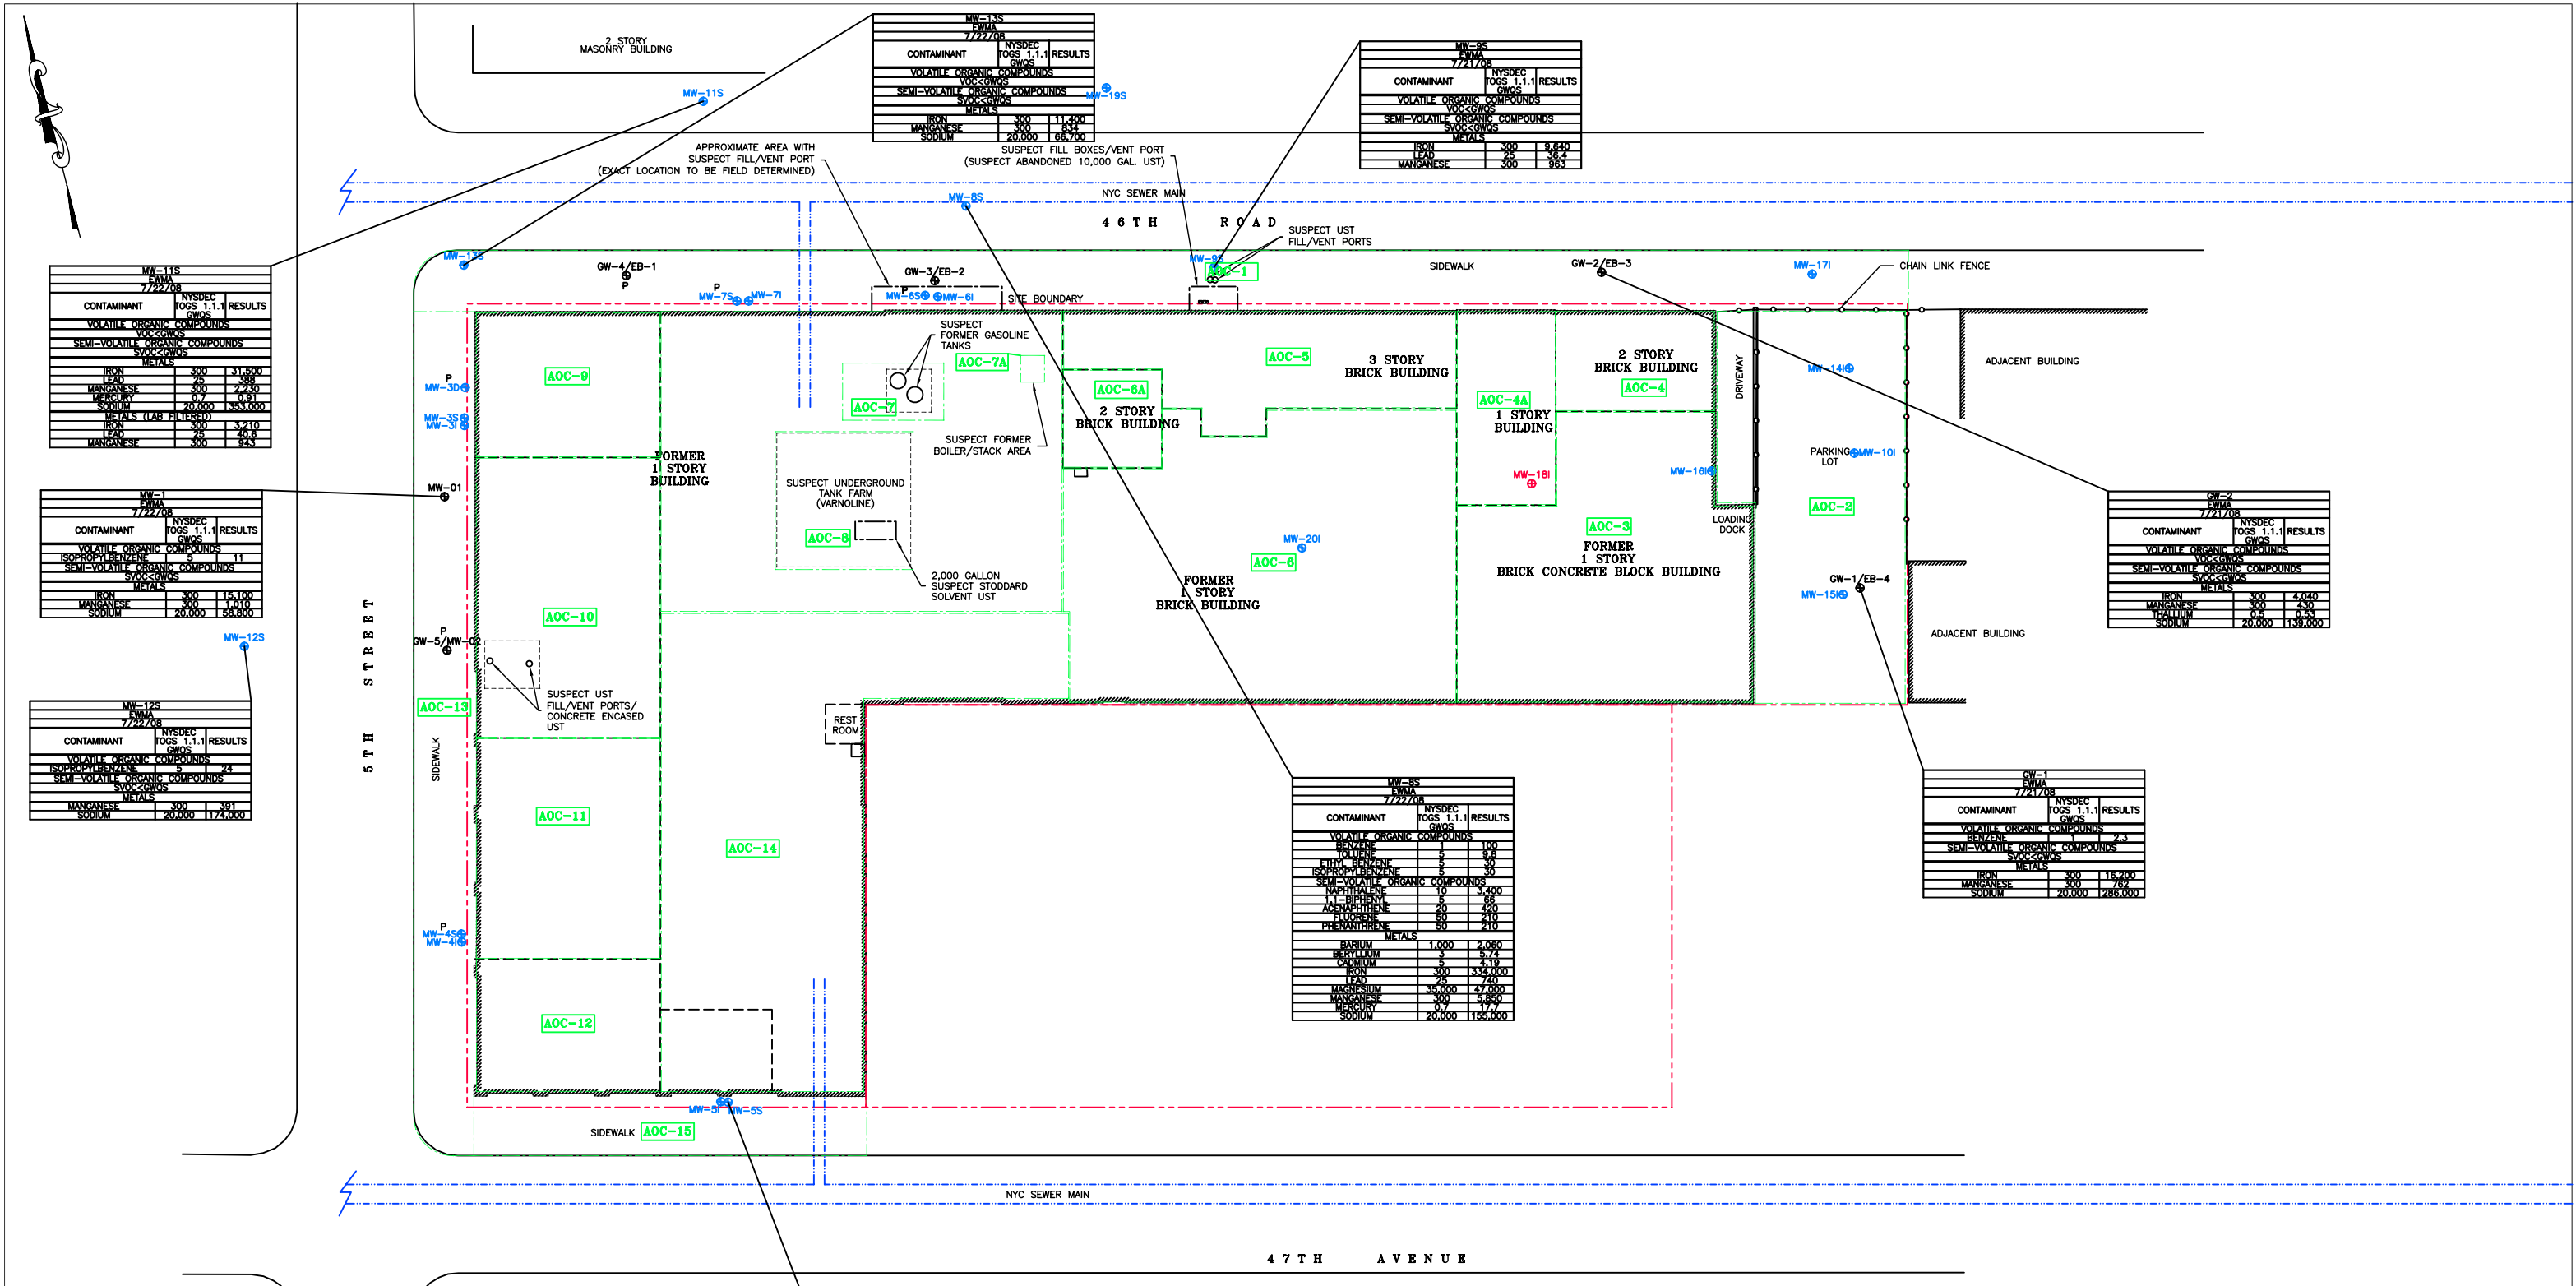 2 STORY
MASONRY BUILDING
MW-11S
MW-13S
EWMA
7/22/08
CONTAMINANT NYSDEC TOGS 1.1.1 GWQS RESULTS
VOLATILE ORGANIC COMPOUNDS
VOC<GWQS
SEMI-VOLATILE ORGANIC COMPOUNDS
SVOC<GWQS
METALS
IRON 300 11,400
MANGANESE 300 834
SODIUM 20,000 66,700
MW-19S
MW-9S
EWMA
7/21/08
CONTAMINANT NYSDEC TOGS 1.1.1 GWQS RESULTS
VOLATILE ORGANIC COMPOUNDS
VOC<GWQS
SEMI-VOLATILE ORGANIC COMPOUNDS
SVOC<GWQS
METALS
IRON 300 9,640
LEAD 25 36.4
MANGANESE 300 963
APPROXIMATE AREA WITH
SUSPECT FILL/VENT PORT
(EXACT LOCATION TO BE FIELD DETERMINED)
SUSPECT FILL BOXES/VENT PORT
(SUSPECT ABANDONED 10,000 GAL. UST)
NYC SEWER MAIN
MW-8S
46TH ROAD
SUSPECT UST
FILL/VENT PORTS
MW-13S
GW-4/EB-1
P
P
MW-7S
MW-7I
GW-3/EB-2
P
MW-6S
MW-6I
SITE BOUNDARY
MW-9S
AOC-1
SIDEWALK
GW-2/EB-3
MW-17I
CHAIN LINK FENCE
MW-11S
EWMA
7/22/08
CONTAMINANT NYSDEC TOGS 1.1.1 GWQS RESULTS
VOLATILE ORGANIC COMPOUNDS
VOC<GWQS
SEMI-VOLATILE ORGANIC COMPOUNDS
SVOC<GWQS
METALS
IRON 300 31,500
LEAD 25 388
MANGANESE 300 2,230
MERCURY 0.7 0.91
SODIUM 20,000 353,000
METALS (LAB FILTERED)
IRON 300 3,210
LEAD 25 40.6
MANGANESE 300 943
P
MW-3D
MW-3S
MW-3I
AOC-9
SUSPECT
FORMER GASOLINE
TANKS
AOC-7A
AOC-7
SUSPECT FORMER
BOILER/STACK AREA
AOC-5
3 STORY
BRICK BUILDING
AOC-6A
2 STORY
BRICK BUILDING
AOC-4A
1 STORY
BUILDING
2 STORY
BRICK BUILDING
AOC-4
DRIVEWAY
MW-14I
ADJACENT BUILDING
PARKING
LOT
MW-10I
MW-16I
MW-18I
FORMER
1 STORY
BUILDING
SUSPECT UNDERGROUND
TANK FARM
(VARNOLINE)
AOC-8
2,000 GALLON
SUSPECT STODDARD
SOLVENT UST
MW-20I
AOC-6
FORMER
1 STORY
BRICK BUILDING
AOC-3
FORMER
1 STORY
BRICK CONCRETE BLOCK BUILDING
LOADING
DOCK
AOC-2
GW-1/EB-4
MW-15I
ADJACENT BUILDING
MW-1
EWMA
7/22/08
CONTAMINANT NYSDEC TOGS 1.1.1 GWQS RESULTS
VOLATILE ORGANIC COMPOUNDS
ISOPROPYLBENZENE 5 11
SEMI-VOLATILE ORGANIC COMPOUNDS
SVOC<GWQS
METALS
IRON 300 15,100
MANGANESE 300 1,010
SODIUM 20,000 58,800
MW-01
GW-2
EWMA
7/21/08
CONTAMINANT NYSDEC TOGS 1.1.1 GWQS RESULTS
VOLATILE ORGANIC COMPOUNDS
VOC<GWQS
SEMI-VOLATILE ORGANIC COMPOUNDS
SVOC<GWQS
METALS
IRON 300 4,040
MANGANESE 300 430
THALLIUM 0.5 0.53
SODIUM 20,000 139,000
MW-12S
5TH STREET
P
GW-5/MW-02
AOC-10
SUSPECT UST
FILL/VENT PORTS/
CONCRETE ENCASED
UST
AOC-13
SIDEWALK
REST
ROOM
MW-12S
EWMA
7/22/08
CONTAMINANT NYSDEC TOGS 1.1.1 GWQS RESULTS
VOLATILE ORGANIC COMPOUNDS
ISOPROPYLBENZENE 5 24
SEMI-VOLATILE ORGANIC COMPOUNDS
SVOC<GWQS
METALS
MANGANESE 300 391
SODIUM 20,000 174,000
AOC-11
AOC-14
MW-8S
EWMA
7/22/08
CONTAMINANT NYSDEC TOGS 1.1.1 GWQS RESULTS
VOLATILE ORGANIC COMPOUNDS
BENZENE 1 100
TOLUENE 5 9.8
ETHYL BENZENE 5 30
ISOPROPYLBENZENE 5 30
SEMI-VOLATILE ORGANIC COMPOUNDS
NAPHTHALENE 10 3,400
1,1-BIPHENYL 5 66
ACENAPHTHENE 20 420
FLUORENE 50 210
PHENANTHRENE 50 210
METALS
BARIUM 1,000 2,060
BERYLLIUM 3 5.74
CADMIUM 5 4.19
IRON 300 334,000
LEAD 25 740
MAGNESIUM 35,000 47,000
MANGANESE 300 5,850
MERCURY 0.7 17.7
SODIUM 20,000 155,000
GW-1
EWMA
7/21/08
CONTAMINANT NYSDEC TOGS 1.1.1 GWQS RESULTS
VOLATILE ORGANIC COMPOUNDS
BENZENE 1 2.3
SEMI-VOLATILE ORGANIC COMPOUNDS
SVOC<GWQS
METALS
IRON 300 16,200
MANGANESE 300 762
SODIUM 20,000 286,000
P
MW-4S
MW-4I
AOC-12
MW-5I
MW-5S
SIDEWALK
AOC-15
NYC SEWER MAIN
47TH AVENUE